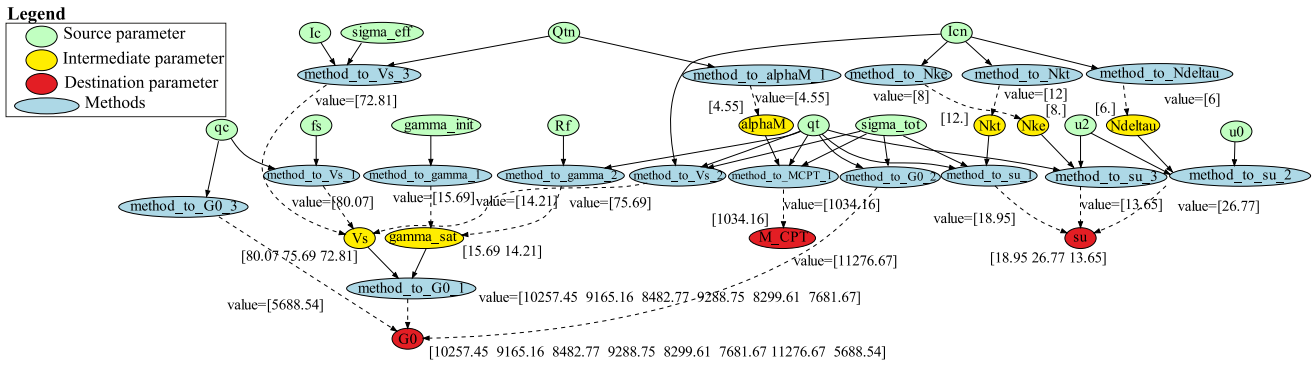 Legend
Source parameter
Intermediate parameter
Destination parameter
Methods
Ic
sigma_eff
Qtn
Icn
method_to_Vs_3
method_to_alphaM_1
method_to_Nke
method_to_Nkt
method_to_Ndeltau
value=[72.81]
[4.55]
value=[4.55]
value=[8]
value=[12]
value=[6]
[12.]
[8.]
[6.]
qc
fs
gamma_init
Rf
alphaM
qt
sigma_tot
Nkt
Nke
u2
Ndeltau
u0
method_to_Vs_1
method_to_gamma_1
method_to_gamma_2
method_to_Vs_2
method_to_MCPT_1
method_to_G0_2
method_to_su_1
method_to_su_3
method_to_su_2
method_to_G0_3
value=[80.07]
value=[15.69]
value=[14.21]
value=[75.69]
[1034.16]
value=[1034.16]
value=[18.95]
value=[13.65]
value=[26.77]
Vs
gamma_sat
M_CPT
su
[80.07 75.69 72.81]
[15.69 14.21]
value=[11276.67]
[18.95 26.77 13.65]
method_to_G0_1
value=[5688.54]
value=[10257.45 9165.16 8482.77 9288.75 8299.61 7681.67]
G0
[10257.45 9165.16 8482.77 9288.75 8299.61 7681.67 11276.67 5688.54]